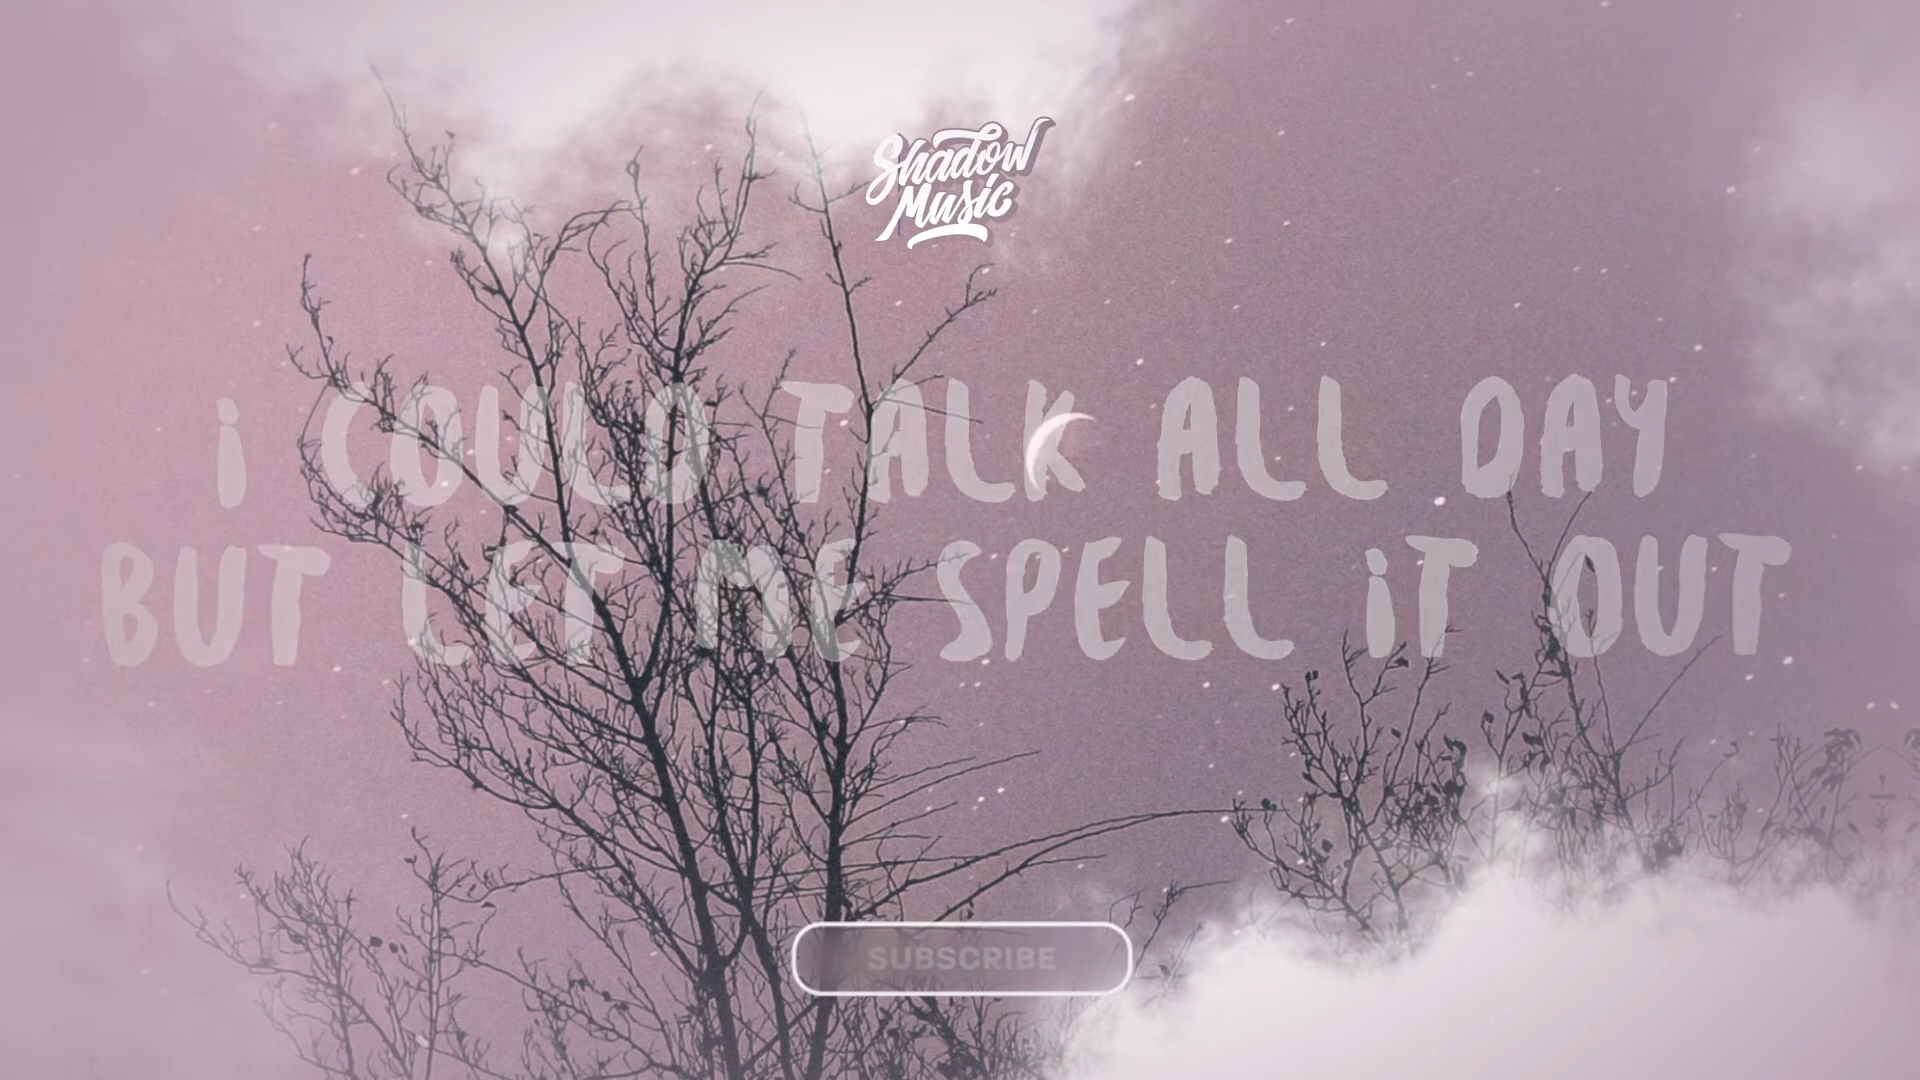 Shadow
Music
i COULD TALK ALL DAY
BUT LET ME SPELL iT OUT
SUBSCRIBE